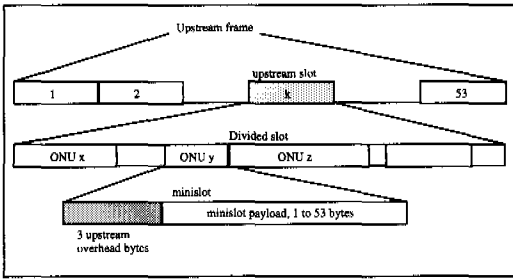 Upstream frame
upstream slot
1 2 k 53
Divided slot
ONU x ONU y ONU z
minislot
minislot payload, 1 to 53 bytes
3 upstream
overhead bytes